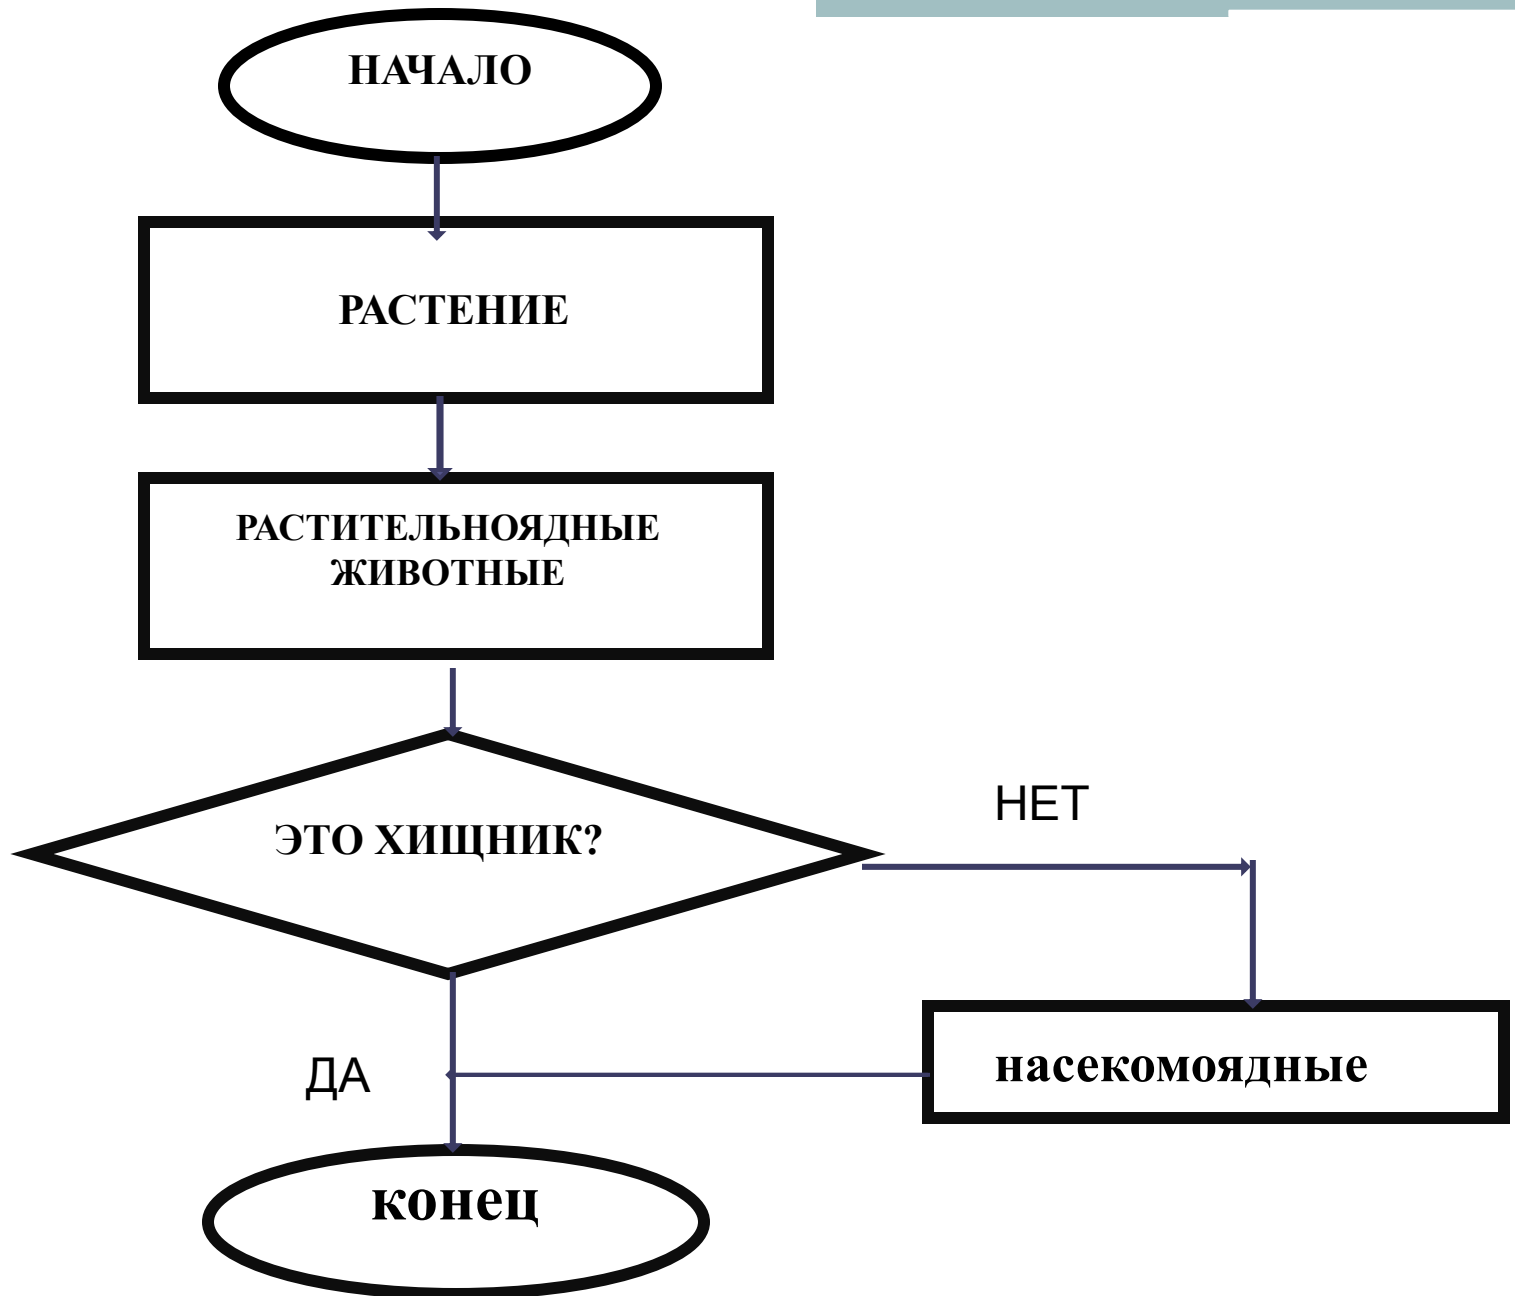 НАЧАЛО
РАСТЕНИЕ
РАСТИТЕЛЬНОЯДНЫЕ
ЖИВОТНЫЕ
ЭТО ХИЩНИК?
НЕТ
насекомоядные
ДА
конец